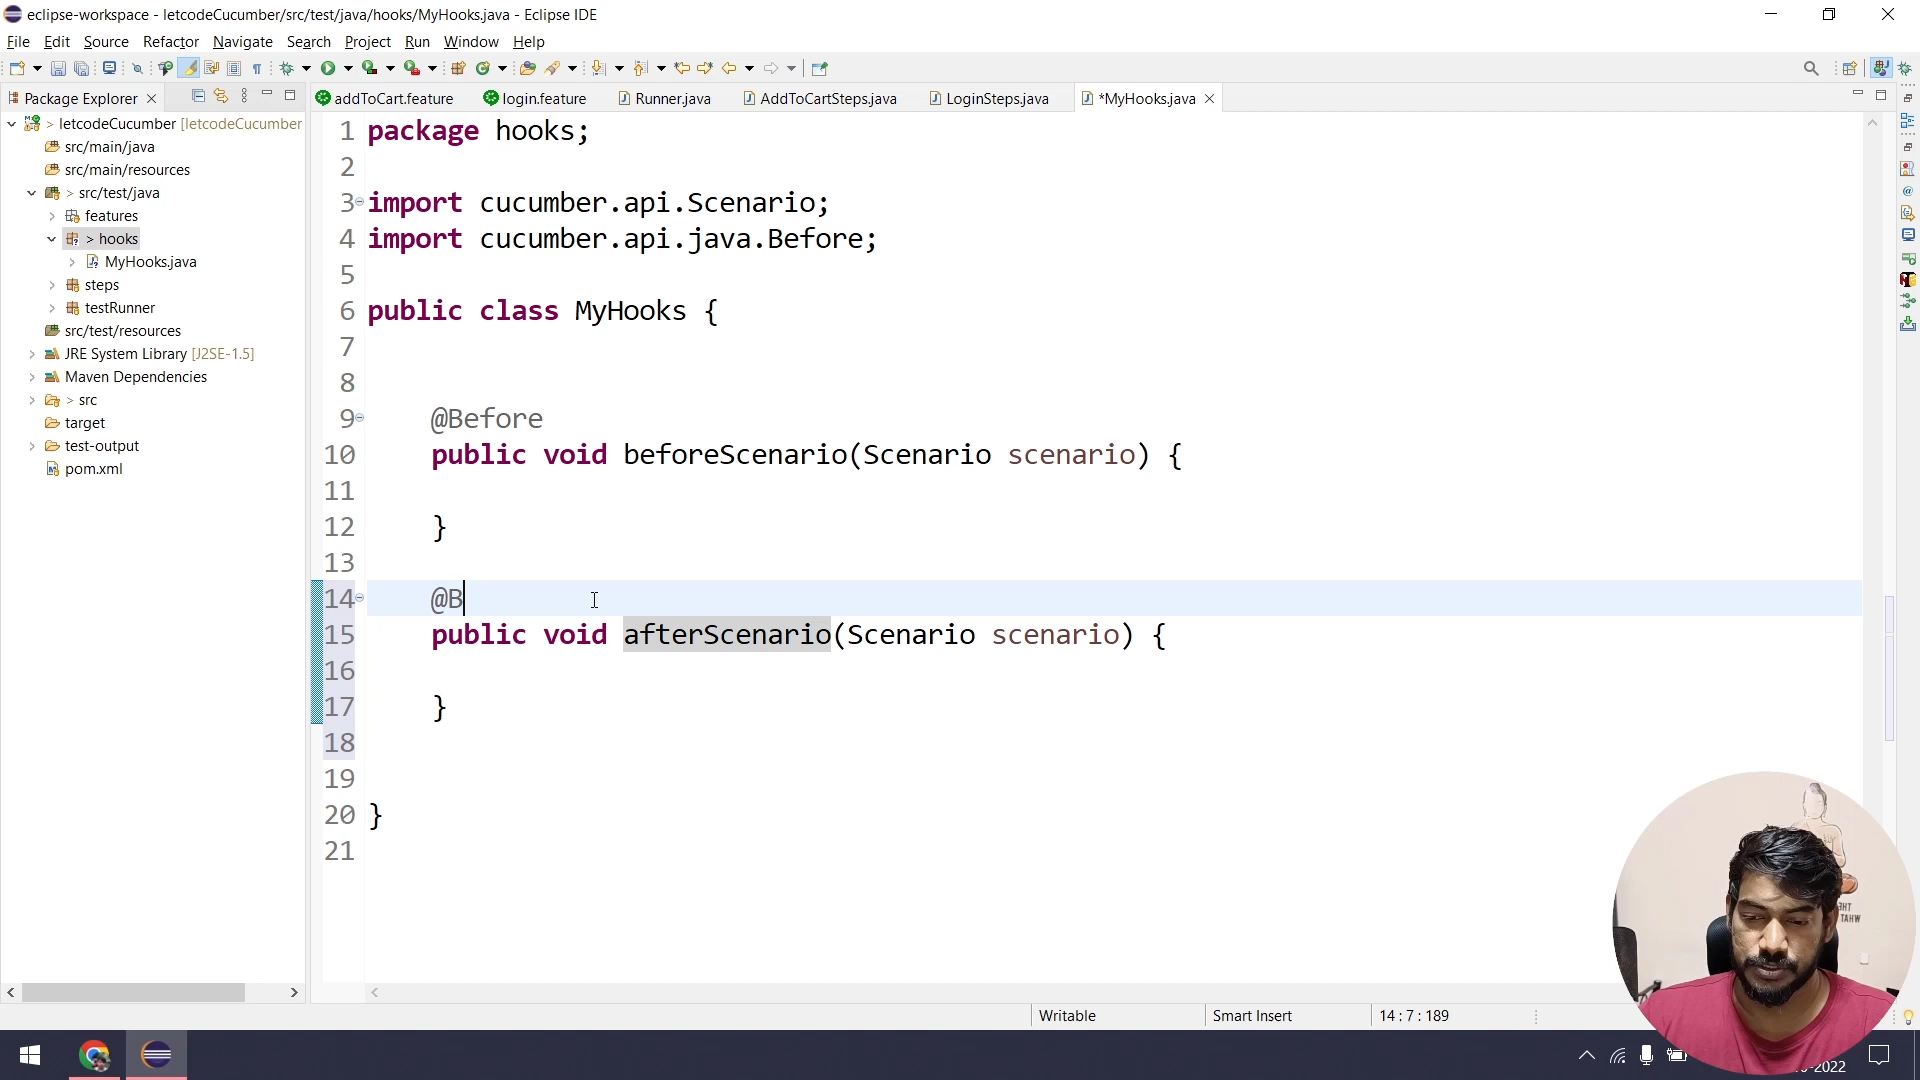 eclipse-workspace - letcodeCucumber/src/test/java/hooks/MyHooks.java - Eclipse IDE
File Edit Source Refactor Navigate Search Project Run Window Help
Package Explorer
addToCart.feature login.feature Runner.java AddToCartSteps.java LoginSteps.java *MyHooks.java
> letcodeCucumber [letcodeCucumber
src/main/java
src/main/resources
> src/test/java
features
> hooks
MyHooks.java
steps
testRunner
src/test/resources
JRE System Library [J2SE-1.5]
Maven Dependencies
> src
target
test-output
pom.xml
1 package hooks;
2
3 import cucumber.api.Scenario;
4 import cucumber.api.java.Before;
5
6 public class MyHooks {
7
8
9 @Before
10 public void beforeScenario(Scenario scenario) {
11
12 }
13
14 @B
15 public void afterScenario(Scenario scenario) {
16
17 }
18
19
20 }
21
Writable Smart Insert 14 : 7 : 189